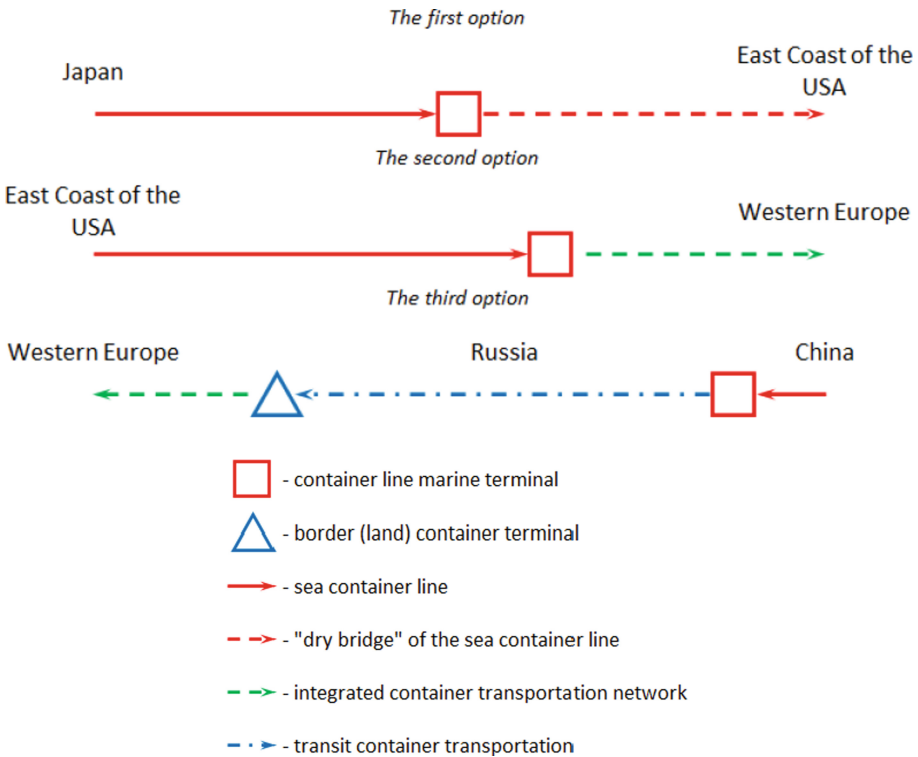 The first option
Japan
East Coast of the
USA
The second option
East Coast of the
USA
Western Europe
The third option
Western Europe
Russia
China
- container line marine terminal
- border (land) container terminal
- sea container line
- "dry bridge" of the sea container line
- integrated container transportation network
- transit container transportation